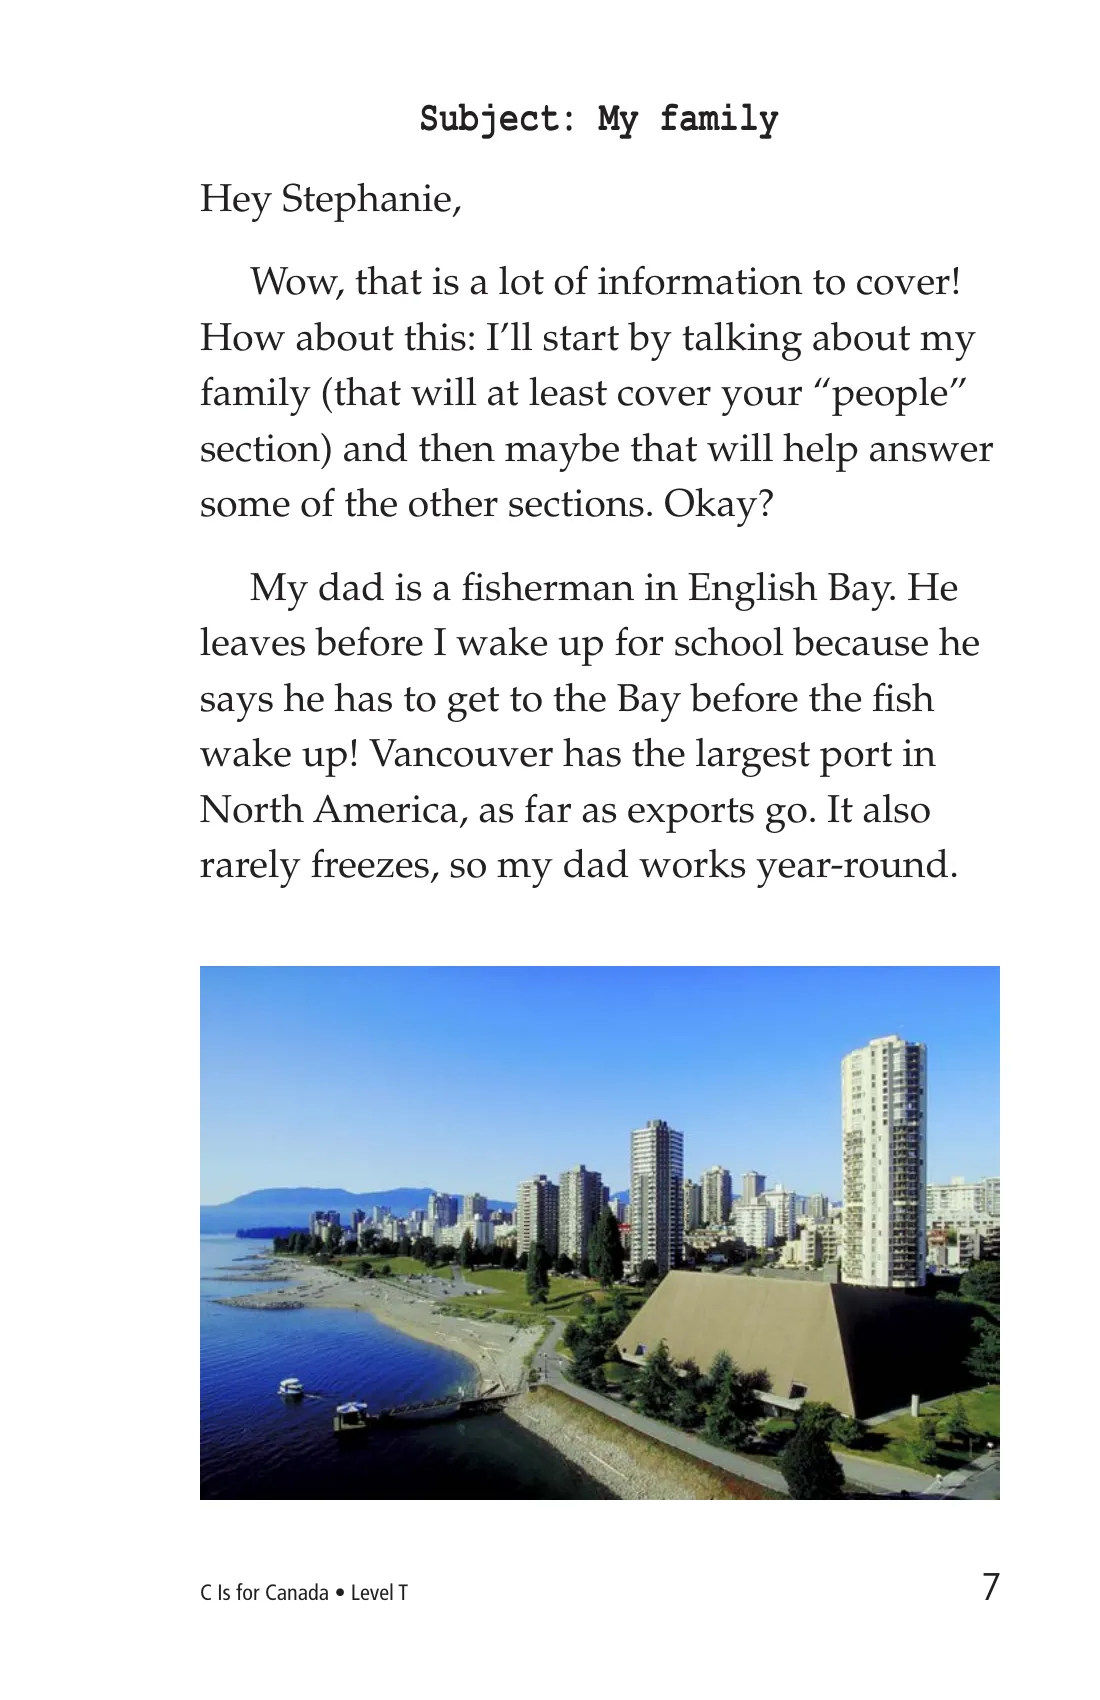 Subject: My family
Hey Stephanie,
Wow, that is a lot of information to cover!
How about this: I’ll start by talking about my
family (that will at least cover your “people”
section) and then maybe that will help answer
some of the other sections. Okay?
My dad is a fisherman in English Bay. He
leaves before I wake up for school because he
says he has to get to the Bay before the fish
wake up! Vancouver has the largest port in
North America, as far as exports go. It also
rarely freezes, so my dad works year-round.
C Is for Canada • Level T
7